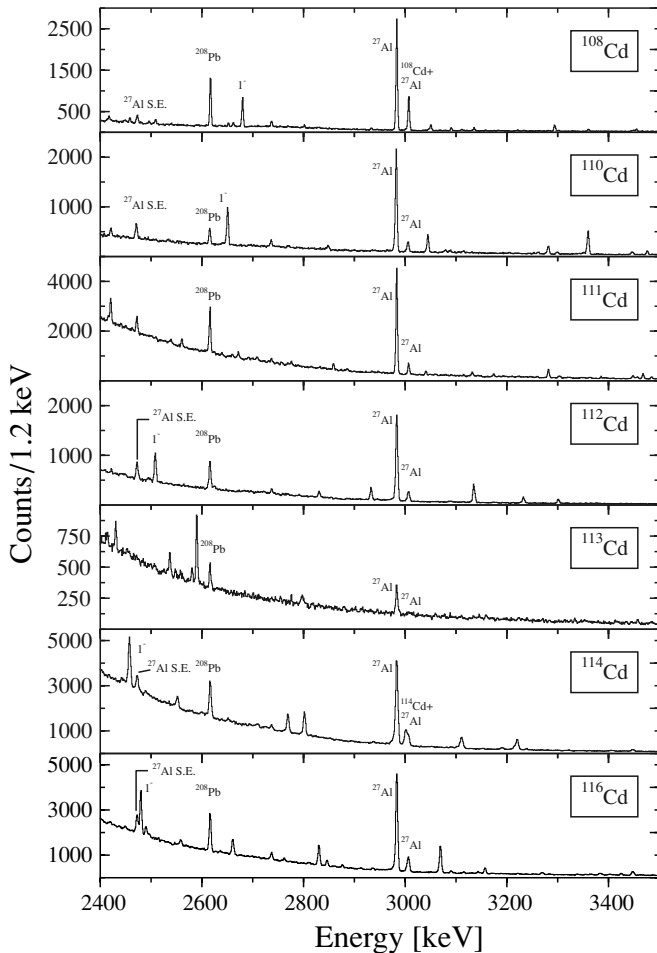 2500
1500
500
²⁰⁸Pb
1⁻
²⁷Al S.E.
²⁷Al
¹⁰⁸Cd+
²⁷Al
¹⁰⁸Cd
2000
1000
²⁷Al S.E.
1⁻
²⁰⁸Pb
²⁷Al
²⁷Al
¹¹⁰Cd
4000
2000
²⁰⁸Pb
²⁷Al
²⁷Al
¹¹¹Cd
2000
1000
²⁷Al S.E.
1⁻
²⁰⁸Pb
²⁷Al
²⁷Al
¹¹²Cd
750
500
250
²⁰⁸Pb
²⁷Al
²⁷Al
¹¹³Cd
5000
3000
1000
1⁻
²⁷Al S.E.
²⁰⁸Pb
²⁷Al
¹¹⁴Cd+
²⁷Al
¹¹⁴Cd
5000
3000
1000
²⁷Al S.E.
1⁻
²⁰⁸Pb
²⁷Al
²⁷Al
¹¹⁶Cd
2400 2600 2800 3000 3200 3400
Energy [keV]
Counts/1.2 keV